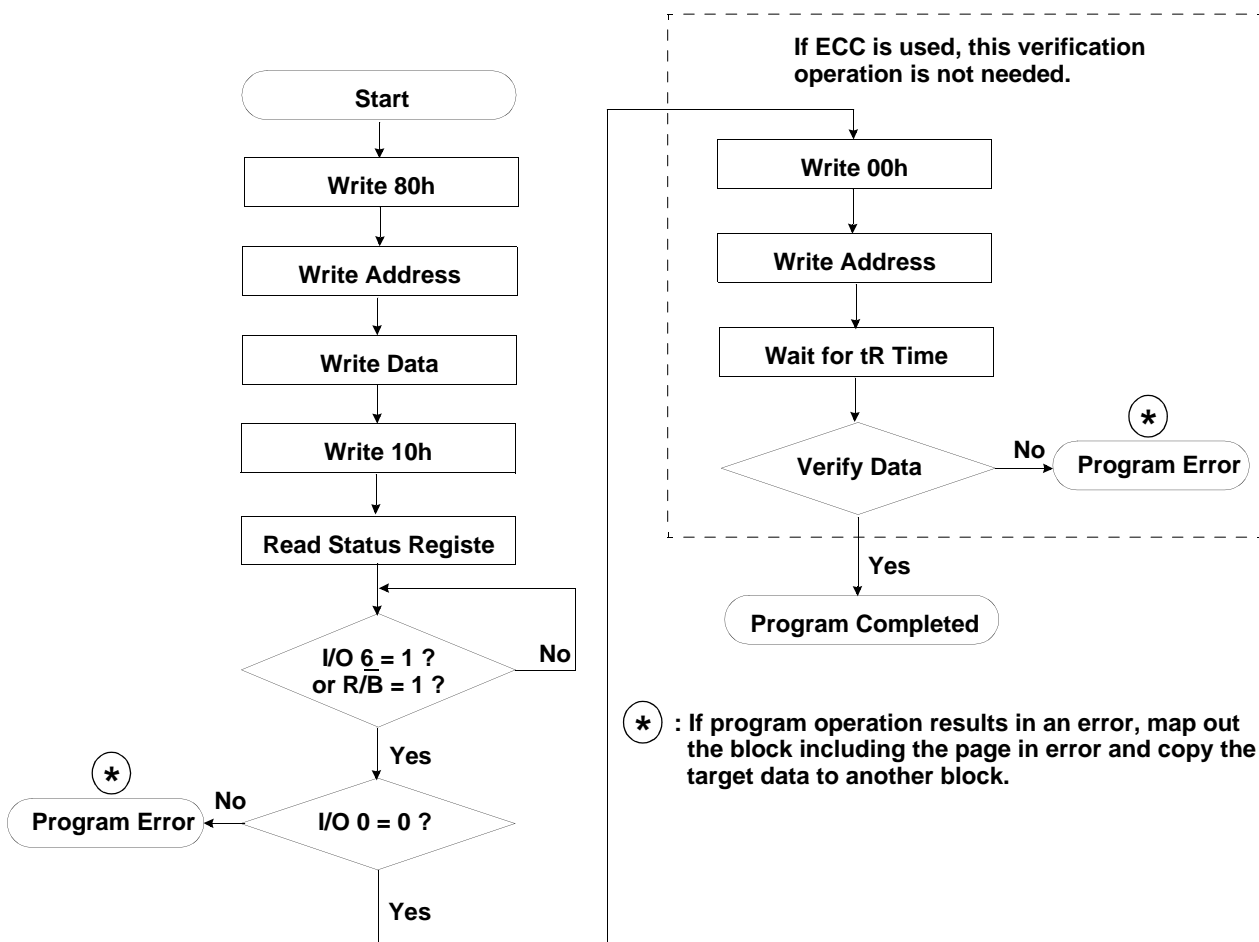 Start
Write 80h
Write Address
Write Data
Write 10h
Read Status Registe
I/O 6 = 1 ?
or R/B̅ = 1 ?
No
Yes
*
No
Program Error
I/O 0 = 0 ?
Yes
If ECC is used, this verification
operation is not needed.
Write 00h
Write Address
Wait for tR Time
*
Verify Data
No
Program Error
Yes
Program Completed
* : If program operation results in an error, map out
the block including the page in error and copy the
target data to another block.